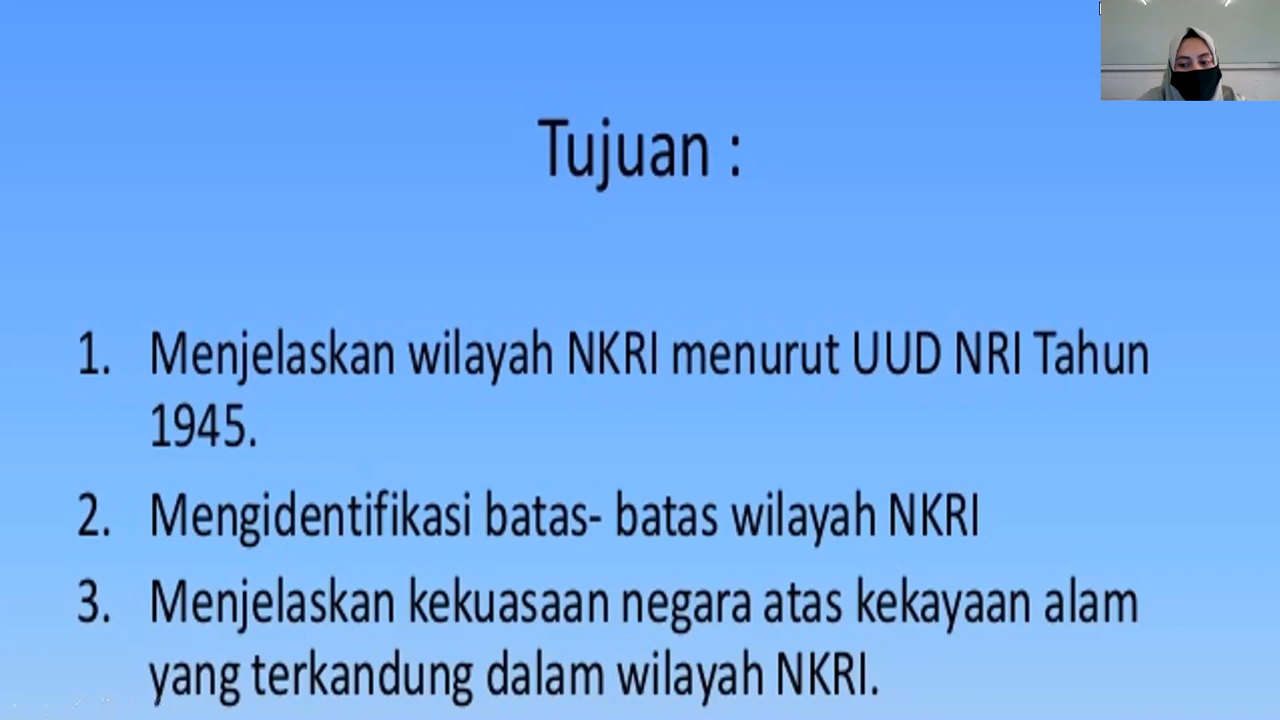 Tujuan :
1. Menjelaskan wilayah NKRI menurut UUD NRI Tahun
1945.
2. Mengidentifikasi batas- batas wilayah NKRI
3. Menjelaskan kekuasaan negara atas kekayaan alam
yang terkandung dalam wilayah NKRI.